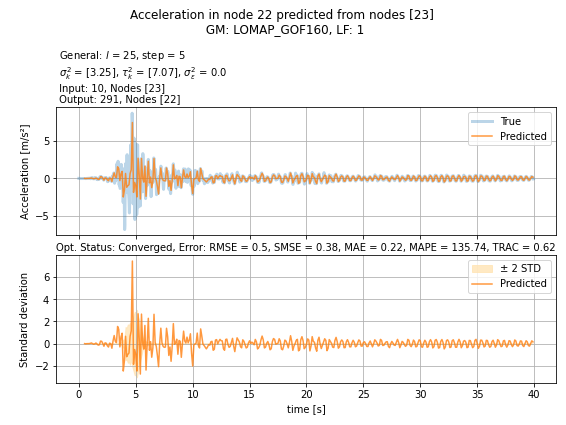 Acceleration in node 22 predicted from nodes [23]
GM: LOMAP_GOF160, LF: 1
General: l = 25, step = 5
σ²ₖ = [3.25], τ²ₖ = [7.07], σ²_ε = 0.0
Input: 10, Nodes [23]
Output: 291, Nodes [22]
Acceleration [m/s²]
5
0
−5
True
Predicted
Opt. Status: Converged, Error: RMSE = 0.5, SMSE = 0.38, MAE = 0.22, MAPE = 135.74, TRAC = 0.62
Standard deviation
6
4
2
0
−2
± 2 STD
Predicted
0 5 10 15 20 25 30 35 40
time [s]